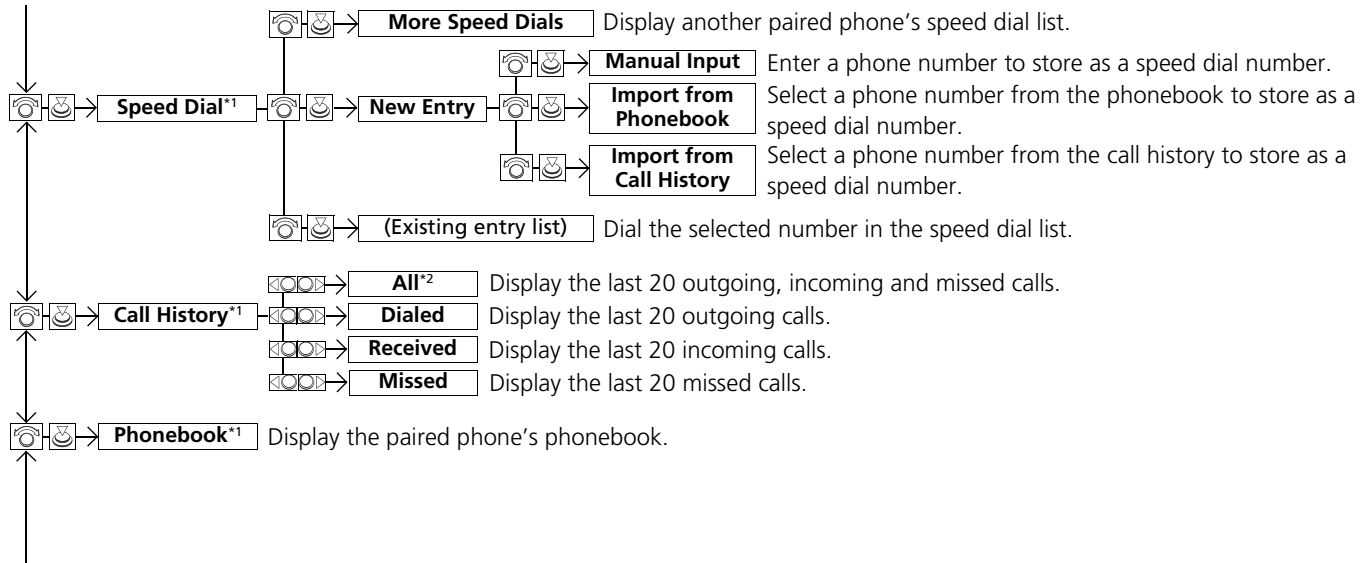 More Speed Dials Display another paired phone’s speed dial list.
Manual Input Enter a phone number to store as a speed dial number.
Speed Dial*1 New Entry Import from Phonebook Select a phone number from the phonebook to store as a
speed dial number.
Import from Call History Select a phone number from the call history to store as a
speed dial number.
(Existing entry list) Dial the selected number in the speed dial list.
All*2 Display the last 20 outgoing, incoming and missed calls.
Call History*1 Dialed Display the last 20 outgoing calls.
Received Display the last 20 incoming calls.
Missed Display the last 20 missed calls.
Phonebook*1 Display the paired phone’s phonebook.